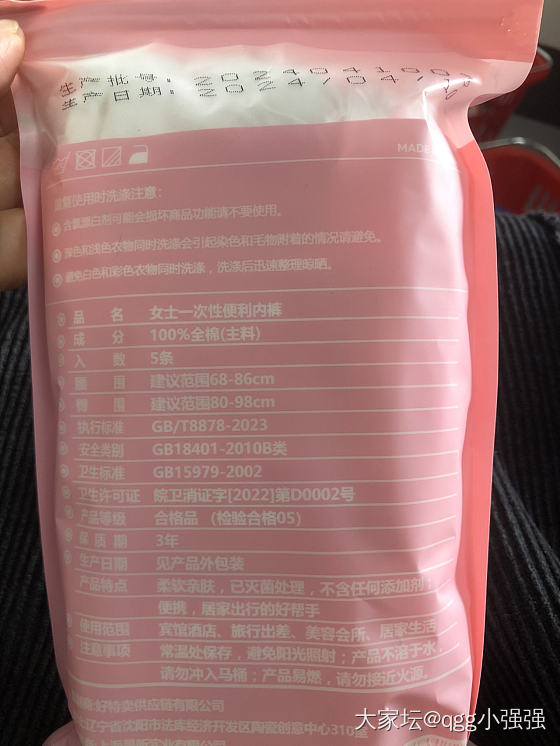 生产批号: 20240410
生产日期: 2024/04/
MADE
复使用时洗涤注意:
含氯漂白剂可能会损坏商品功能请不要使用。
深色和浅色衣物同时洗涤会引起染色和毛物附着的情况请避免。
避免白色和彩色衣物同时洗涤，洗涤后迅速整理晾晒。
品 名 女士一次性便利内裤
成 分 100%全棉(主料)
入 数 5条
腰 围 建议范围68-86cm
臀 围 建议范围80-98cm
执行标准 GB/T8878-2023
安全类别 GB18401-2010B类
卫生标准 GB15979-2002
卫生许可证 皖卫消证字[2022]第D0002号
产品等级 合格品 （检验合格05）
保 质 期 3年
生产日期 见产品外包装
产品特点 柔软亲肤，已灭菌处理，不含任何添加剂；
便携，居家出行的好帮手
使用范围 宾馆酒店、旅行出差、美容会所、居家生活
注意事项 常温处保存，避免阳光照射；产品不溶于水，
请勿冲入马桶；产品易燃，请勿接近火源。
好特卖供应链有限公司
辽宁省沈阳市法库经济开发区陶瓷创意中心310室
有限公司
大家坛@qgg小强强